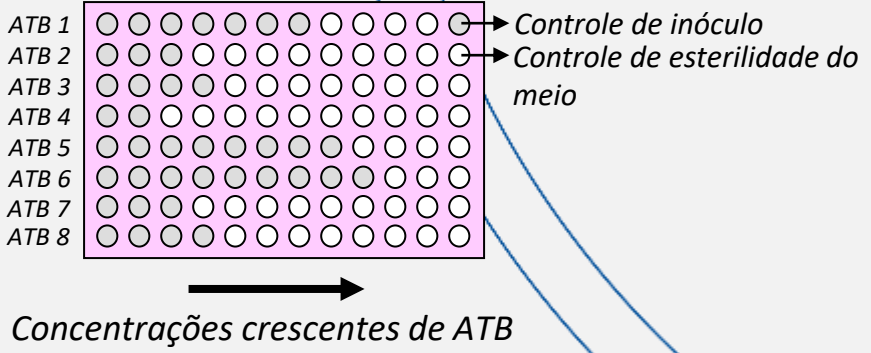 ATB 1
Controle de inóculo
ATB 2
Controle de esterilidade do
meio
ATB 3
ATB 4
ATB 5
ATB 6
ATB 7
ATB 8
Concentrações crescentes de ATB